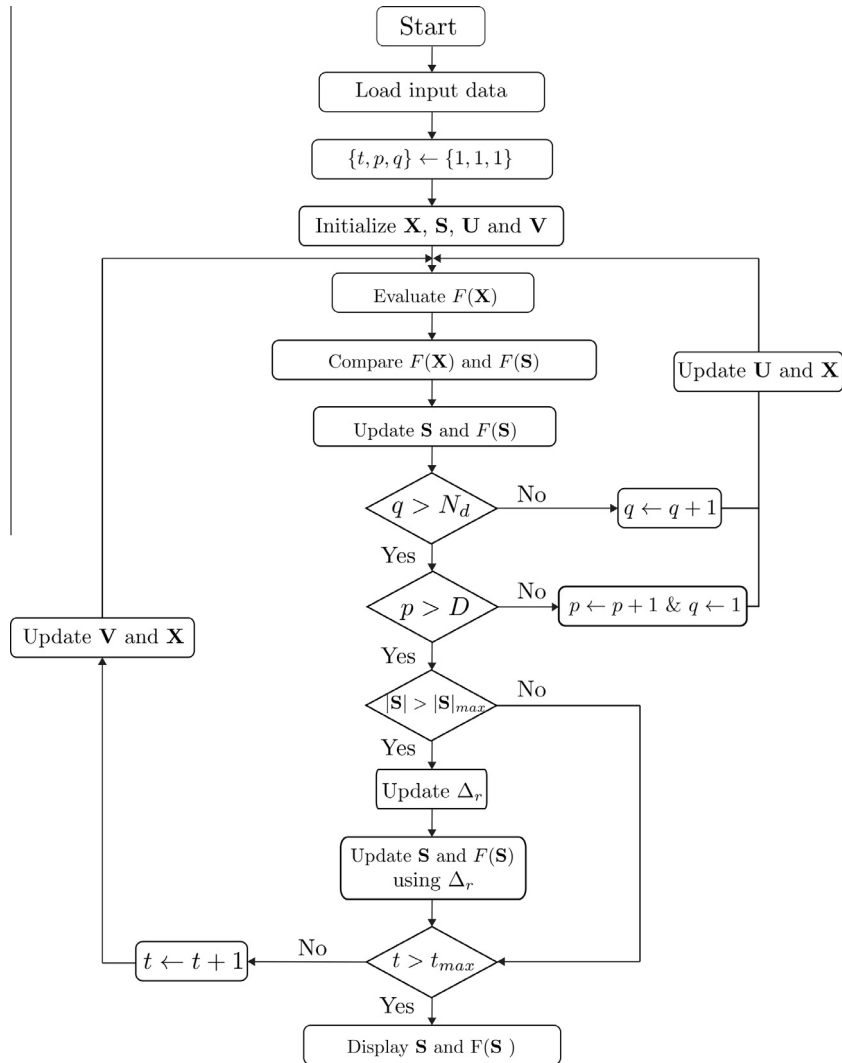 Start
Load input data
{t, p, q} ← {1, 1, 1}
Initialize X, S, U and V
Evaluate F(X)
Compare F(X) and F(S)
Update U and X
Update S and F(S)
q > N_d
No
q ← q + 1
Yes
p > D
No
p ← p + 1 & q ← 1
Update V and X
Yes
|S| > |S|_max
No
Yes
Update Δ_r
Update S and F(S)
using Δ_r
t ← t + 1
No
t > t_max
Yes
Display S and F(S )